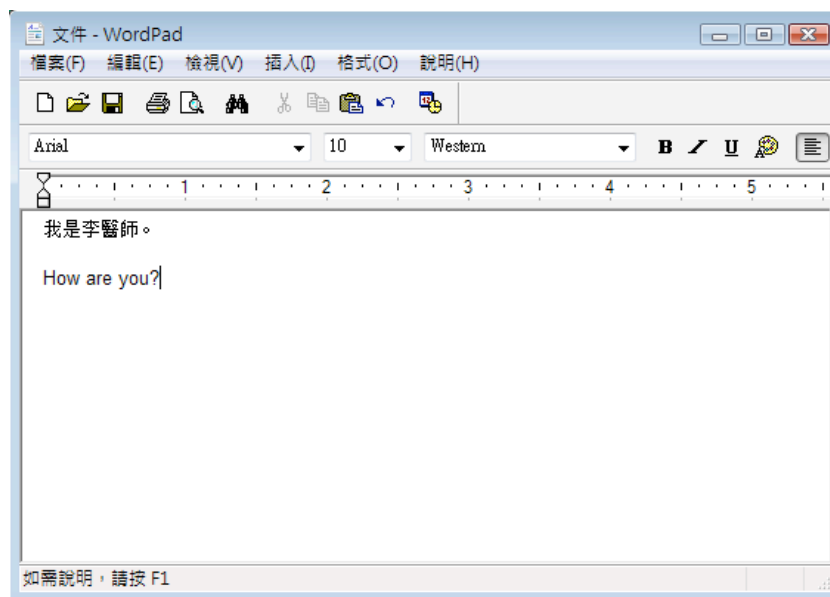 文件 - WordPad
檔案(F) 編輯(E) 檢視(V) 插入(I) 格式(O) 說明(H)
Arial 10 Western B I U
1 2 3 4 5
我是李醫師。
How are you?
如需說明，請按 F1